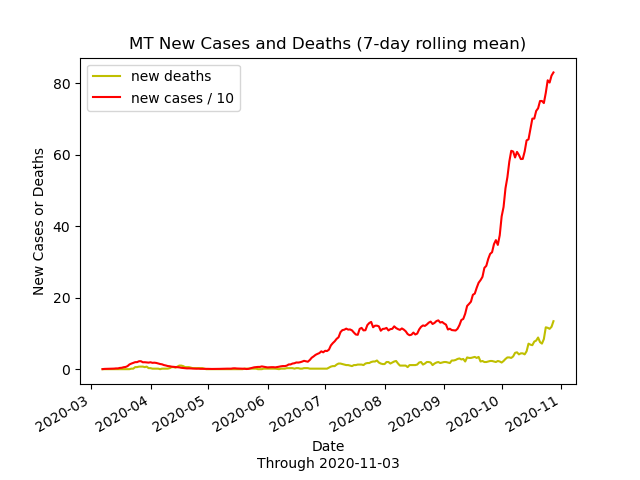 MT New Cases and Deaths (7-day rolling mean)
new deaths
new cases / 10
80
60
40
20
0
New Cases or Deaths
2020-03
2020-04
2020-05
2020-06
2020-07
2020-08
2020-09
2020-10
2020-11
Date
Through 2020-11-03